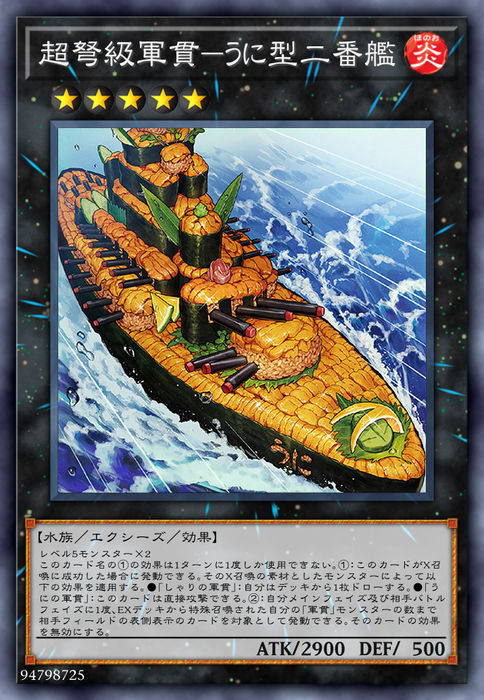 超弩級軍貫－うに型二番艦
ほのお
炎
うに
【水族／エクシーズ／効果】
レベル5モンスター×2
このカード名の①の効果は1ターンに1度しか使用できない。①：このカードがX召
喚に成功した場合に発動できる。そのX召喚の素材としたモンスターによって以
下の効果を適用する。●「しゃりの軍貫」：自分はデッキから1枚ドローする。●「う
にの軍貫」：このカードは直接攻撃できる。②：自分メインフェイズ及び相手バトル
フェイズに1度、EXデッキから特殊召喚された自分の「軍貫」モンスターの数まで
相手フィールドの表側表示のカードを対象として発動できる。そのカードの効果
を無効にする。
ATK/2900 DEF/ 500
94798725